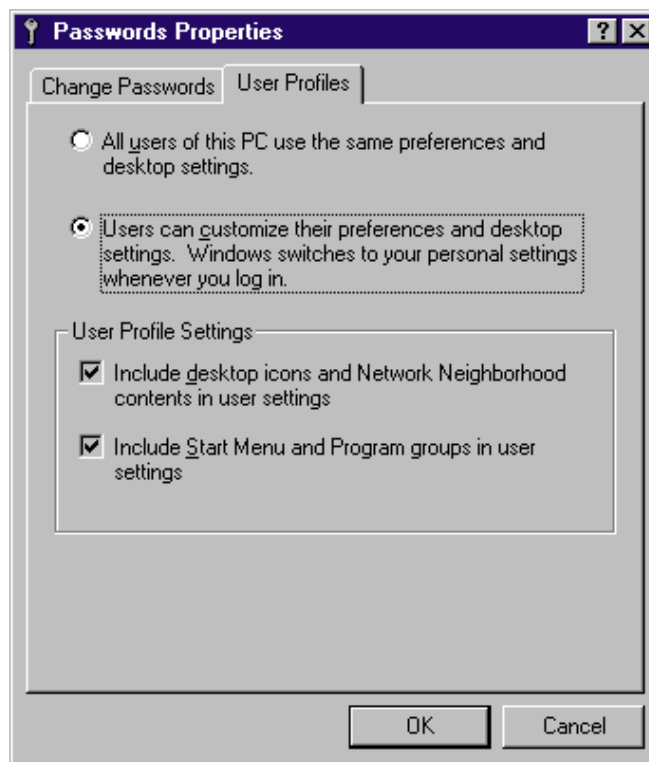 Passwords Properties
Change Passwords
User Profiles
All users of this PC use the same preferences and
desktop settings.
Users can customize their preferences and desktop
settings.  Windows switches to your personal settings
whenever you log in.
User Profile Settings
Include desktop icons and Network Neighborhood
contents in user settings
Include Start Menu and Program groups in user
settings
OK
Cancel